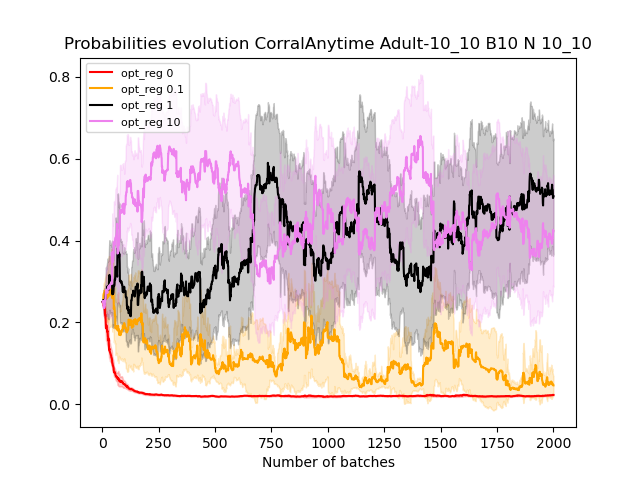 Probabilities evolution CorralAnytime Adult-10_10 B10 N 10_10
opt_reg 0
opt_reg 0.1
opt_reg 1
opt_reg 10
0.8
0.6
0.4
0.2
0.0
0 250 500 750 1000 1250 1500 1750 2000
Number of batches